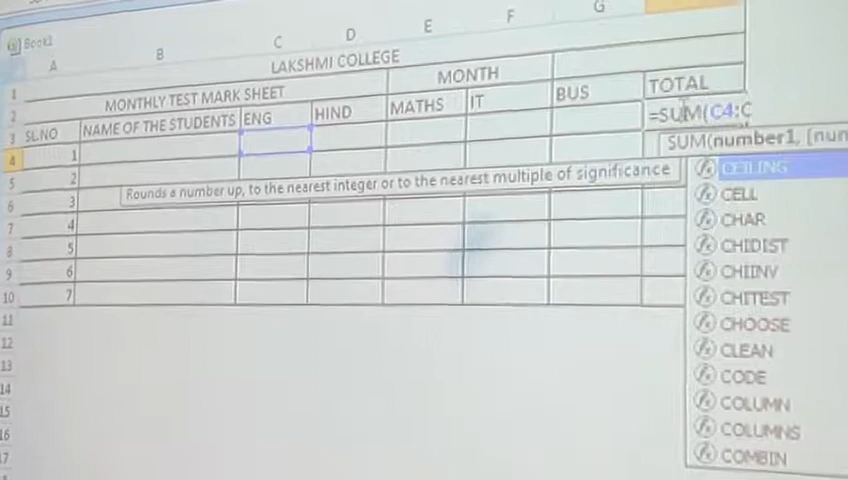 Book1
A B C D E F G
1 LAKSHMI COLLEGE
2 MONTHLY TEST MARK SHEET MONTH
3 SL.NO NAME OF THE STUDENTS ENG HIND MATHS IT BUS TOTAL
4 1 =SUM(C4:C
SUM(number1, [num
5 2
Rounds a number up, to the nearest integer or to the nearest multiple of significance
6 3
7 4
8 5
9 6
10 7
11
12
13
14
15
16
17
CEILING
CELL
CHAR
CHIDIST
CHIINV
CHITEST
CHOOSE
CLEAN
CODE
COLUMN
COLUMNS
COMBIN